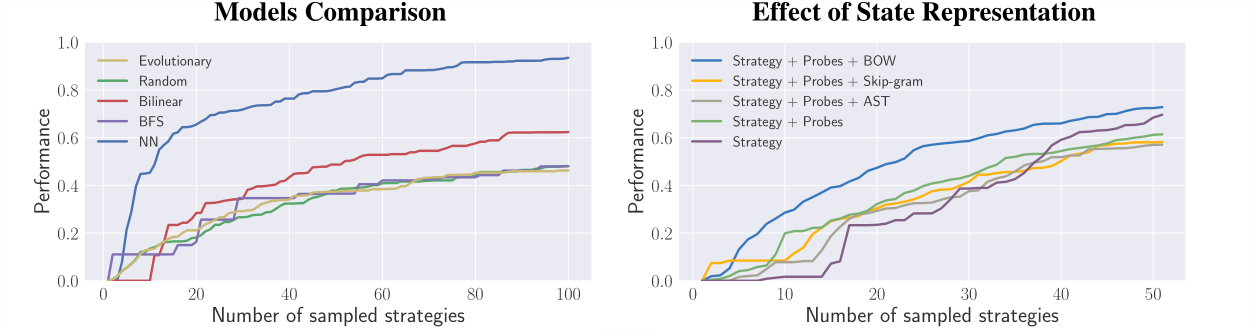 Models Comparison
1.0
0.8
0.6
0.4
0.2
0.0
Performance
Evolutionary
Random
Bilinear
BFS
NN
0
20
40
60
80
100
Number of sampled strategies
Effect of State Representation
1.0
0.8
0.6
0.4
0.2
0.0
Performance
Strategy + Probes + BOW
Strategy + Probes + Skip-gram
Strategy + Probes + AST
Strategy + Probes
Strategy
0
10
20
30
40
50
Number of sampled strategies